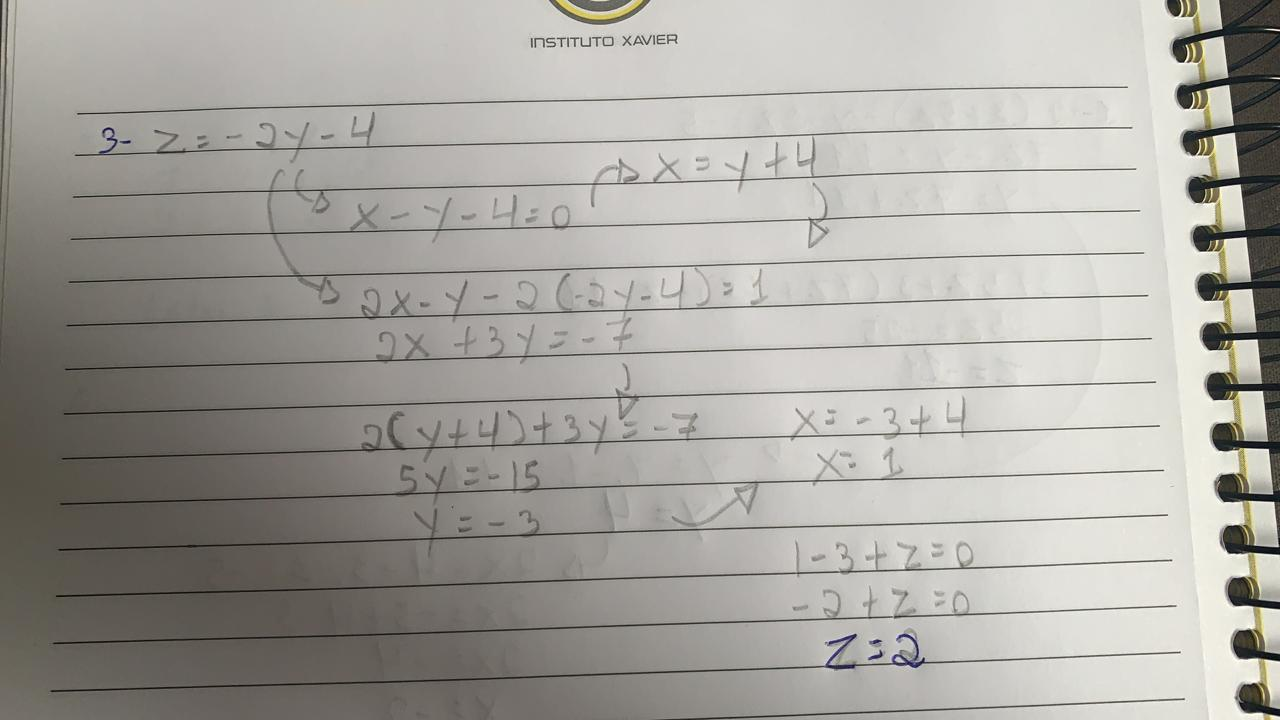 INSTITUTO XAVIER
3- z = -2y - 4
x = y + 4
x - y - 4 = 0
2x - y - 2(-2y - 4) = 1
2x + 3y = -7
2(y + 4) + 3y = -7
5y = -15
y = -3
x = -3 + 4
x = 1
1 - 3 + z = 0
-2 + z = 0
z = 2